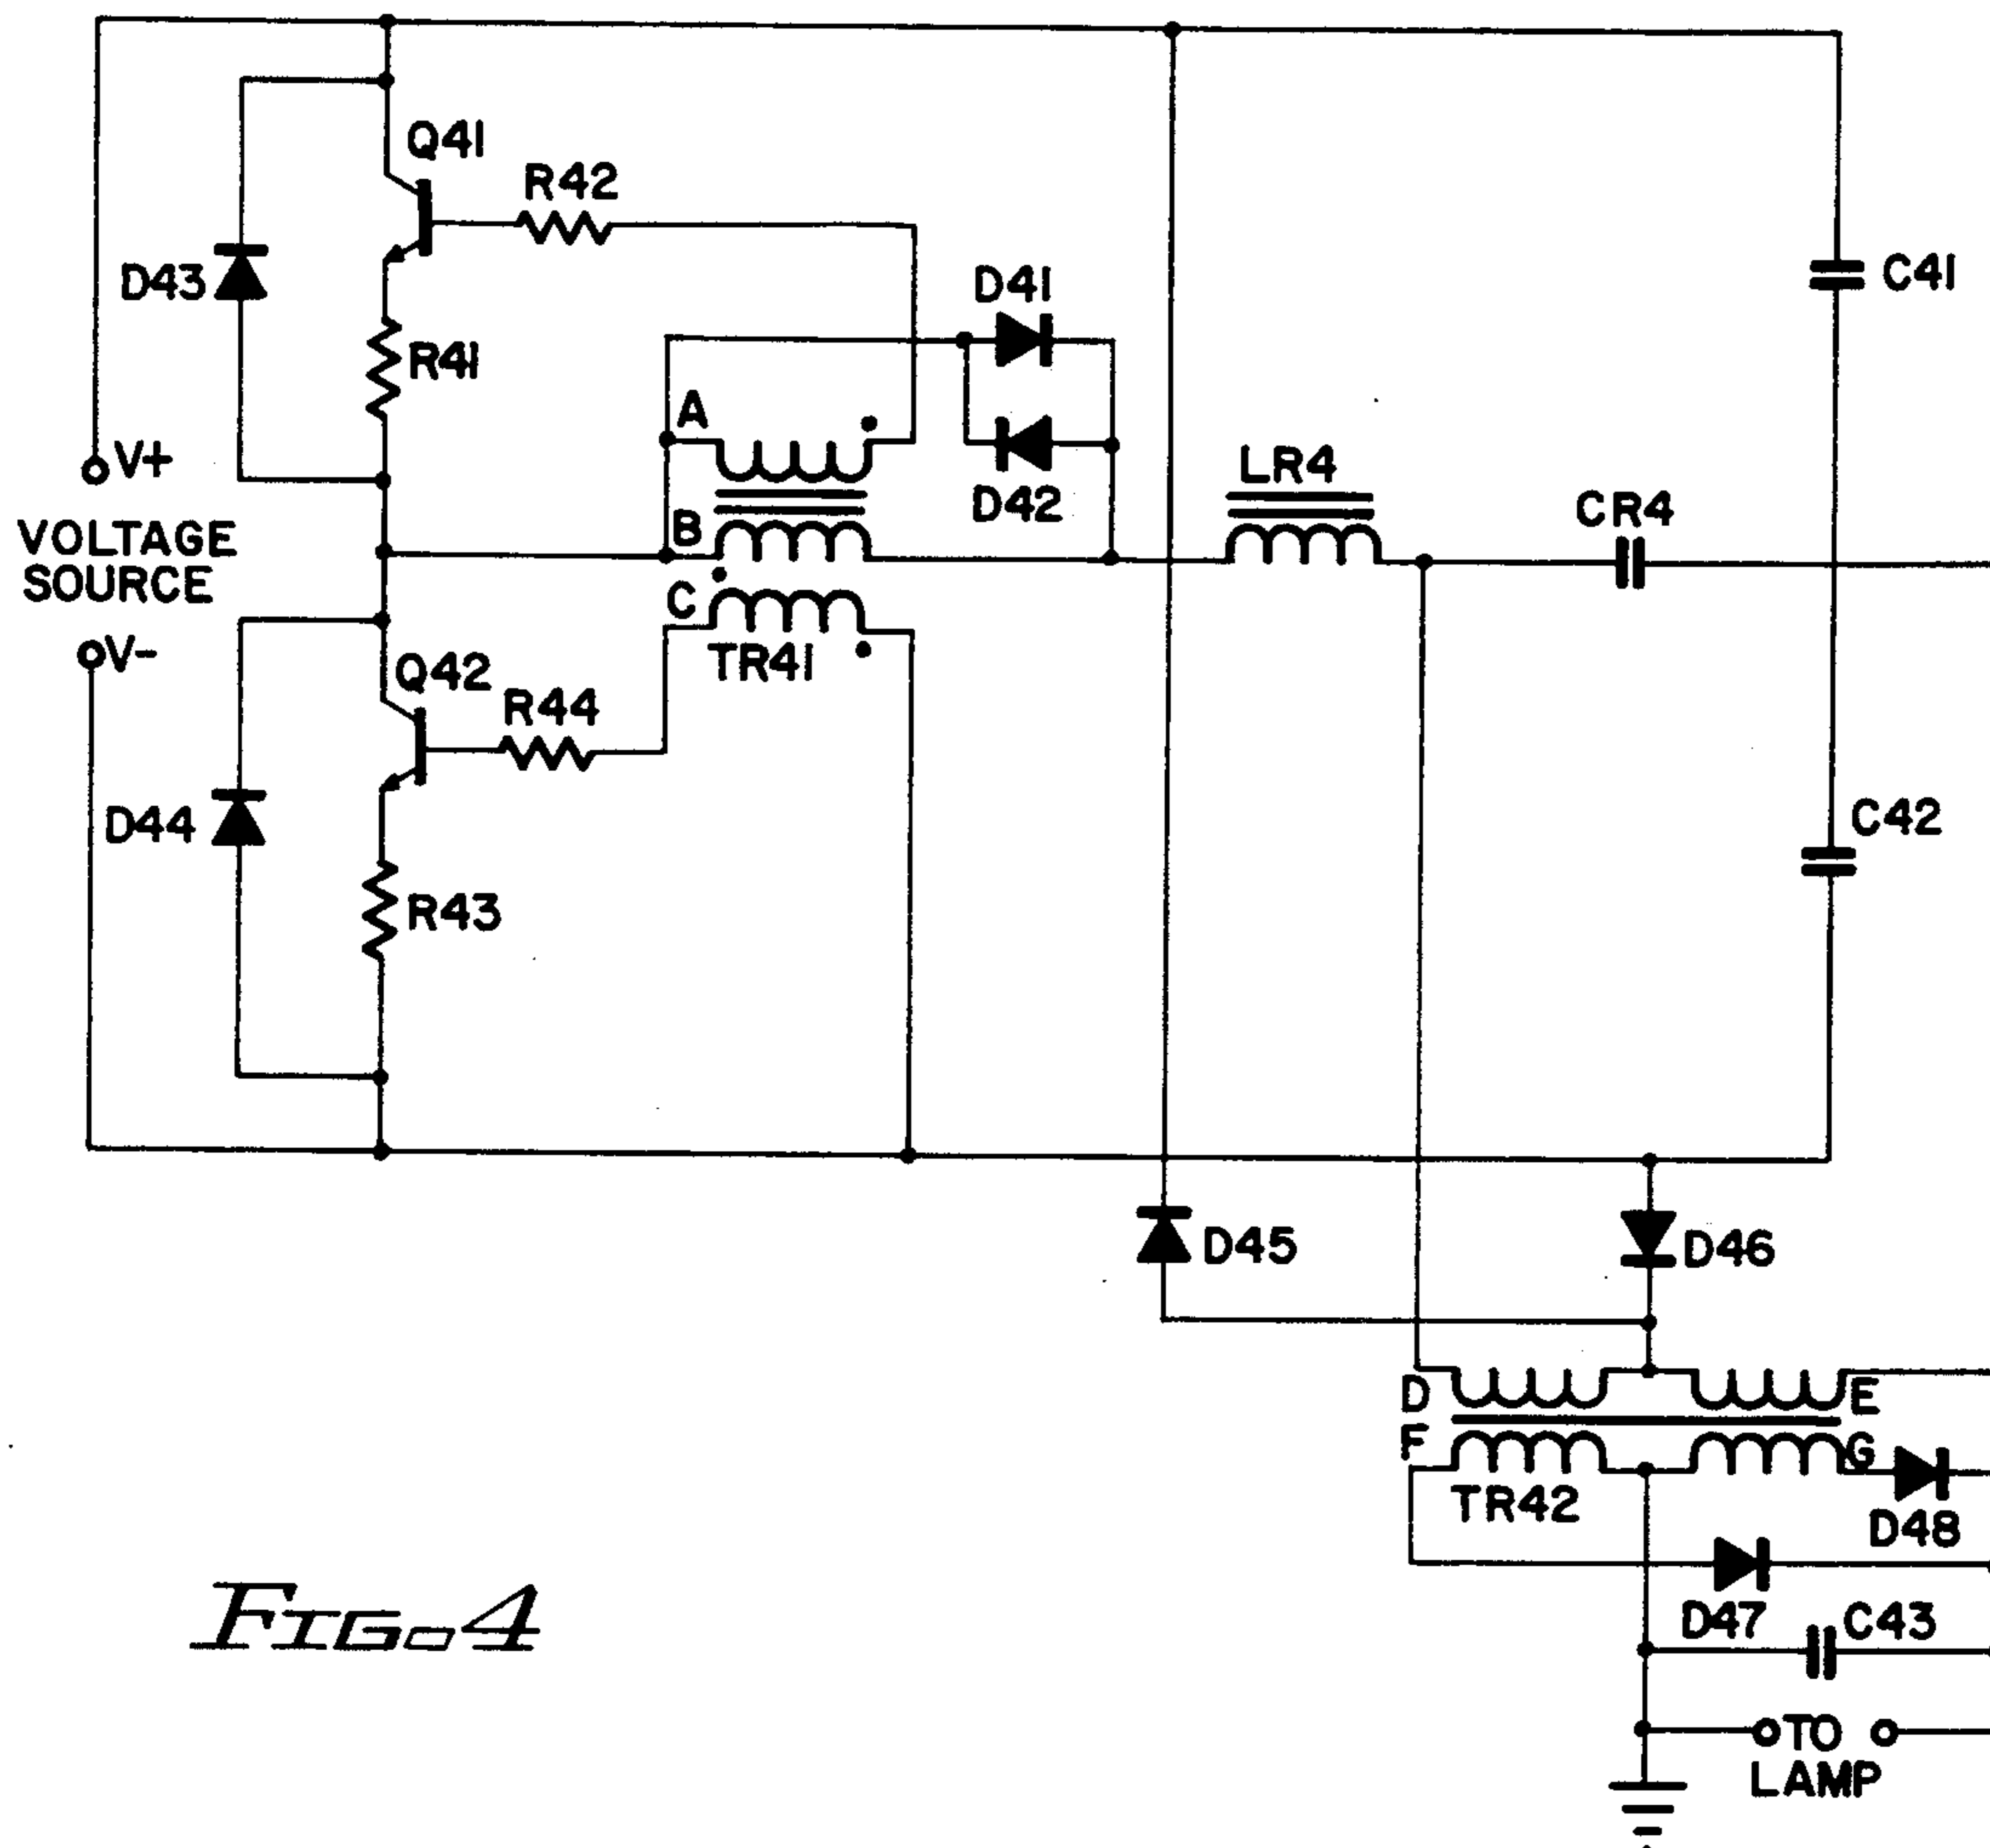 Q41
R42
D43
D41
C41
R41
A
V+
LR4
D42
CR4
B
VOLTAGE
SOURCE
C
V-
TR41
Q42
R44
C42
D44
R43
D45
D46
D
E
F
G
TR42
D48
D47
C43
TO
LAMP
FIG. 4